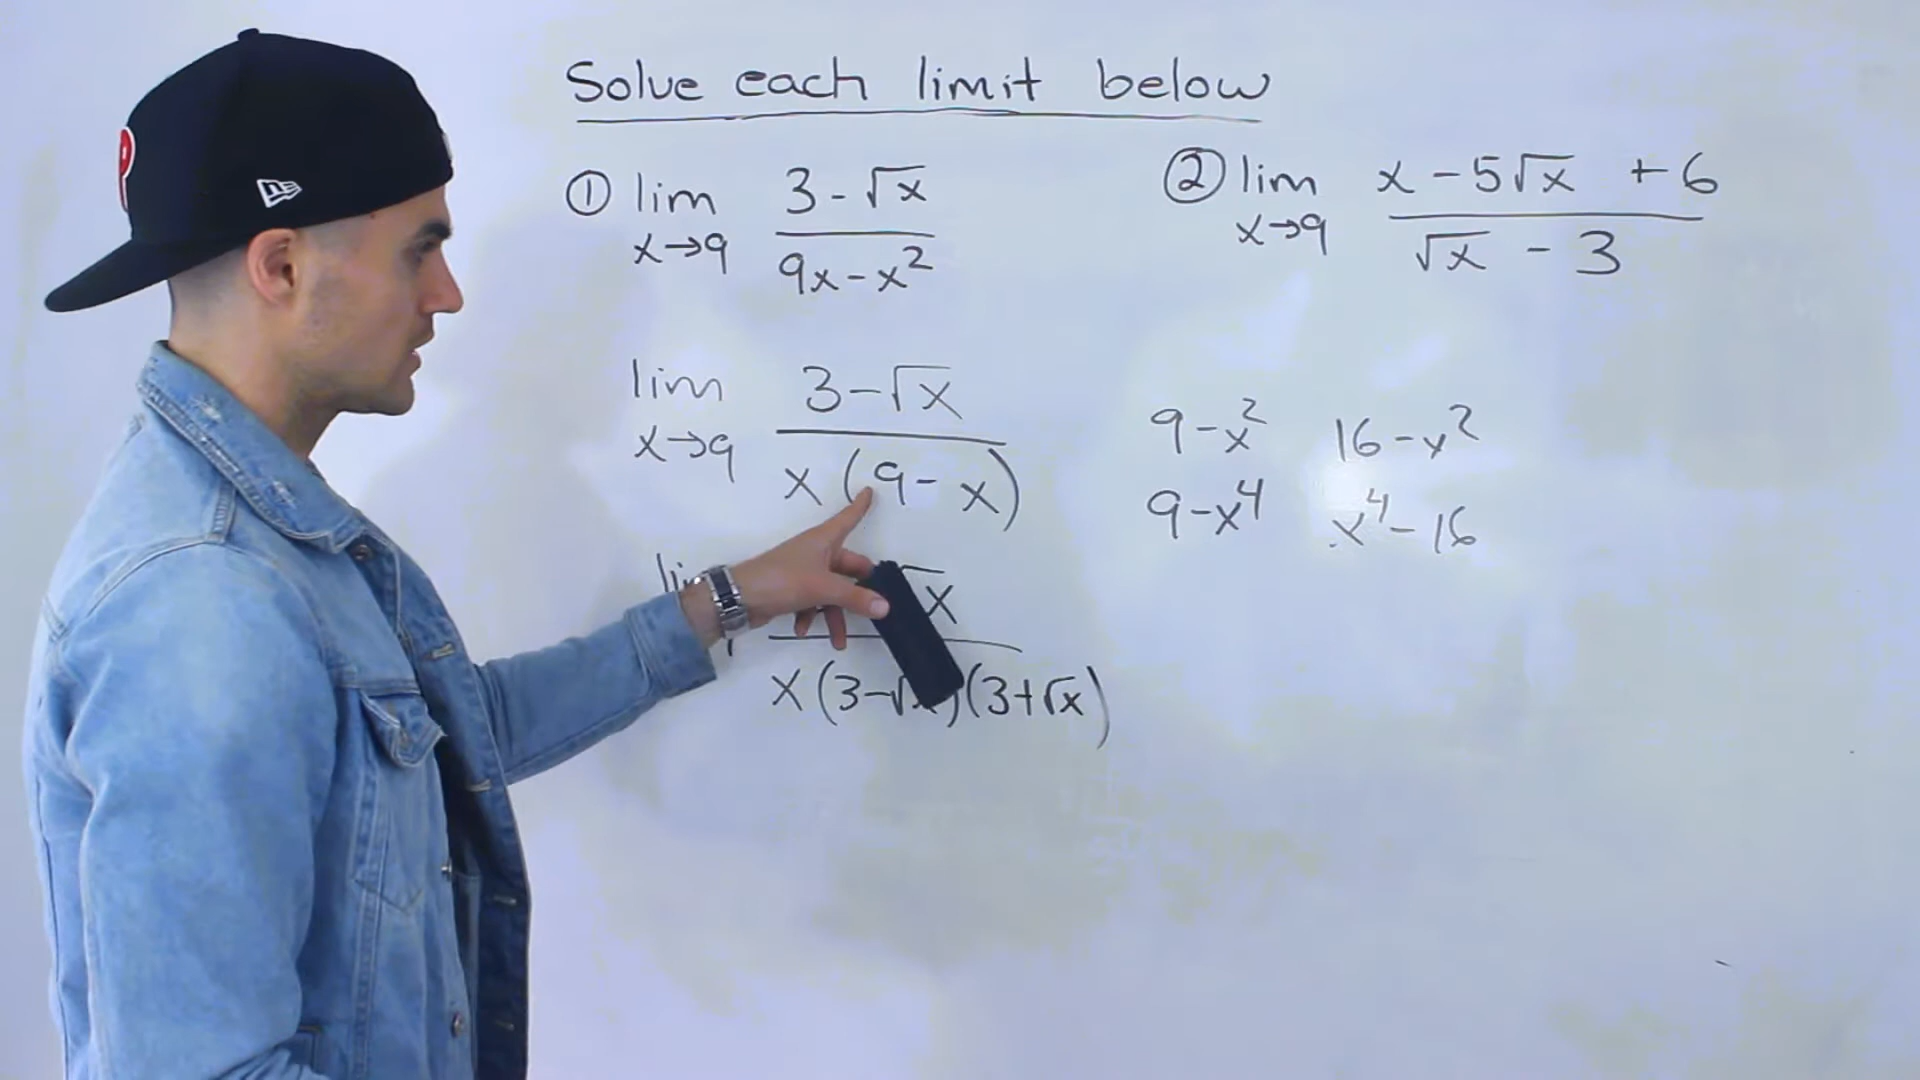 Solve each limit below
① lim x→9 (3-√x)/(9x-x²)
② lim x→9 (x-5√x +6)/(√x - 3)
lim x→9 (3-√x)/(x(9-x))
9-x² 16-x²
9-x⁴ x⁴-16
√x
x(3-√x)(3+√x)
P